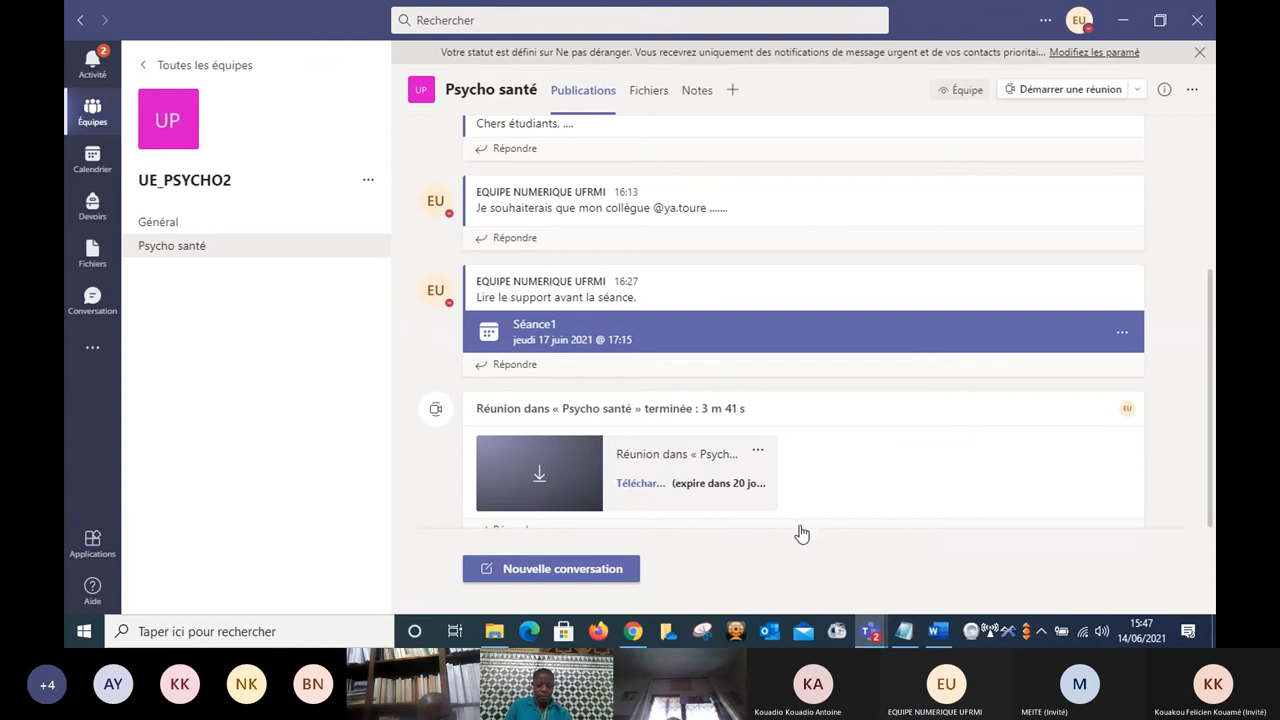 Rechercher
EU
Votre statut est défini sur Ne pas déranger. Vous recevrez uniquement des notifications de message urgent et de vos contacts prioritai... Modifiez les paramé
2
Activité
Équipes
Calendrier
Devoirs
Fichiers
Conversation
Applications
Aide
Toutes les équipes
UP
UE_PSYCHO2
Général
Psycho santé
UP Psycho santé Publications Fichiers Notes Équipe Démarrer une réunion
Chers étudiants, ....
Répondre
EU
EQUIPE NUMERIQUE UFRMI 16:13
Je souhaiterais que mon collègue @ya.toure .......
Répondre
EU
EQUIPE NUMERIQUE UFRMI 16:27
Lire le support avant la séance.
Séance1
jeudi 17 juin 2021 @ 17:15
Répondre
Réunion dans « Psycho santé » terminée : 3 m 41 s
EU
Réunion dans « Psych...
Téléchar... (expire dans 20 jo...
Nouvelle conversation
Taper ici pour rechercher
2
15:47
14/06/2021
+4
AY
KK
NK
BN
KA
Kouadio Kouadio Antoine
EU
EQUIPE NUMERIQUE UFRMI
M
MEITE (Invité)
KK
Kouakou Felicien Kouamé (Invité)